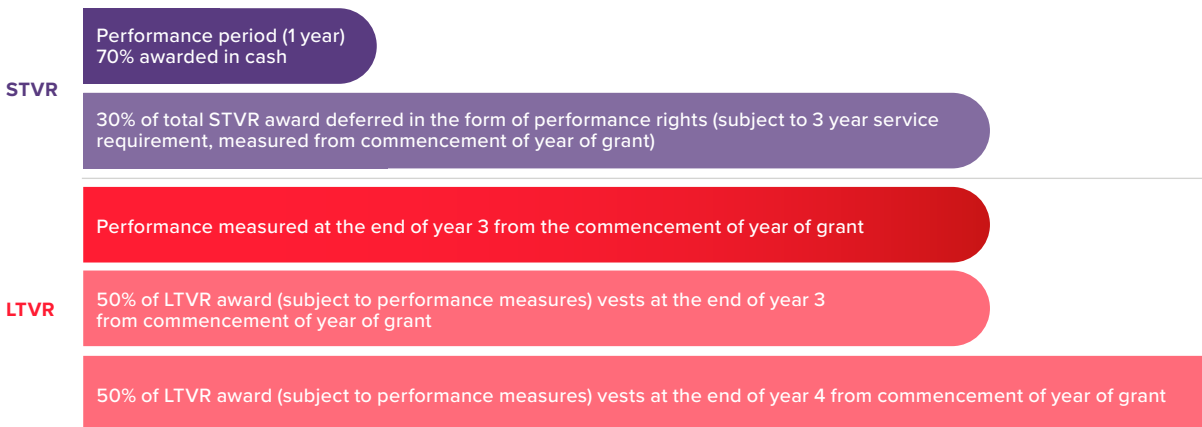 STVR
Performance period (1 year)
70% awarded in cash
30% of total STVR award deferred in the form of performance rights (subject to 3 year service
requirement, measured from commencement of year of grant)
LTVR
Performance measured at the end of year 3 from the commencement of year of grant
50% of LTVR award (subject to performance measures) vests at the end of year 3
from commencement of year of grant
50% of LTVR award (subject to performance measures) vests at the end of year 4 from commencement of year of grant